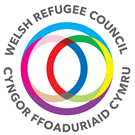 WELSH REFUGEE COUNCIL
CYNGOR FFOADURIAID CYMRU